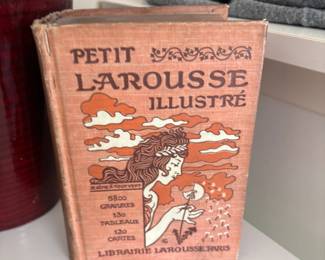 PETIT
LAROUSSE
ILLUSTRÉ
5800
GRAVURES
130
TABLEAUX
120
CARTES
LIBRAIRIE LAROUSSE.PARIS